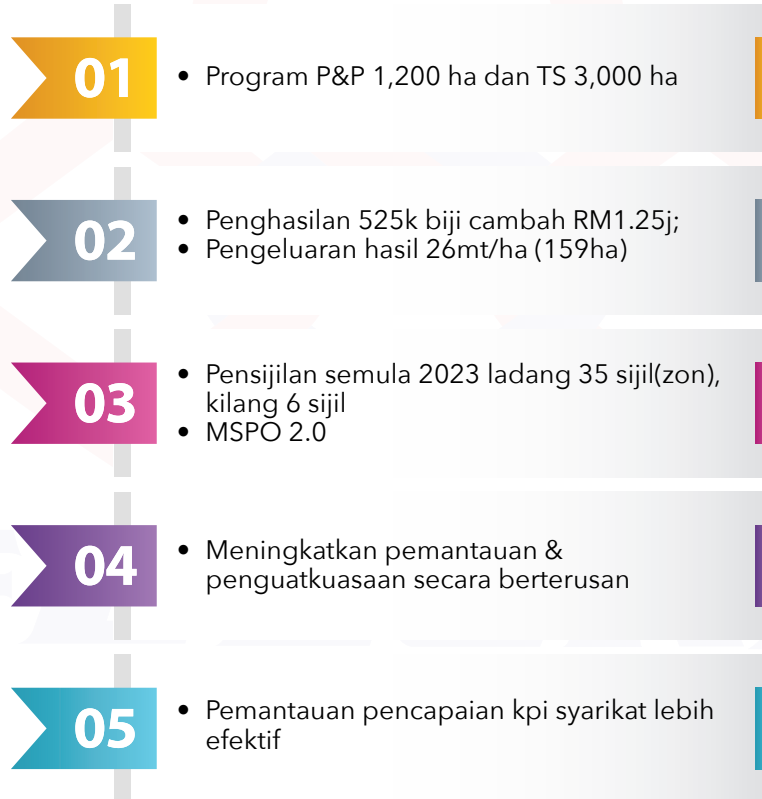 01
• Program P&P 1,200 ha dan TS 3,000 ha
02
• Penghasilan 525k biji cambah RM1.25j;
• Pengeluaran hasil 26mt/ha (159ha)
03
• Pensijilan semula 2023 ladang 35 sijil(zon),
kilang 6 sijil
• MSPO 2.0
04
• Meningkatkan pemantauan &
penguatkuasaan secara berterusan
05
• Pemantauan pencapaian kpi syarikat lebih
efektif